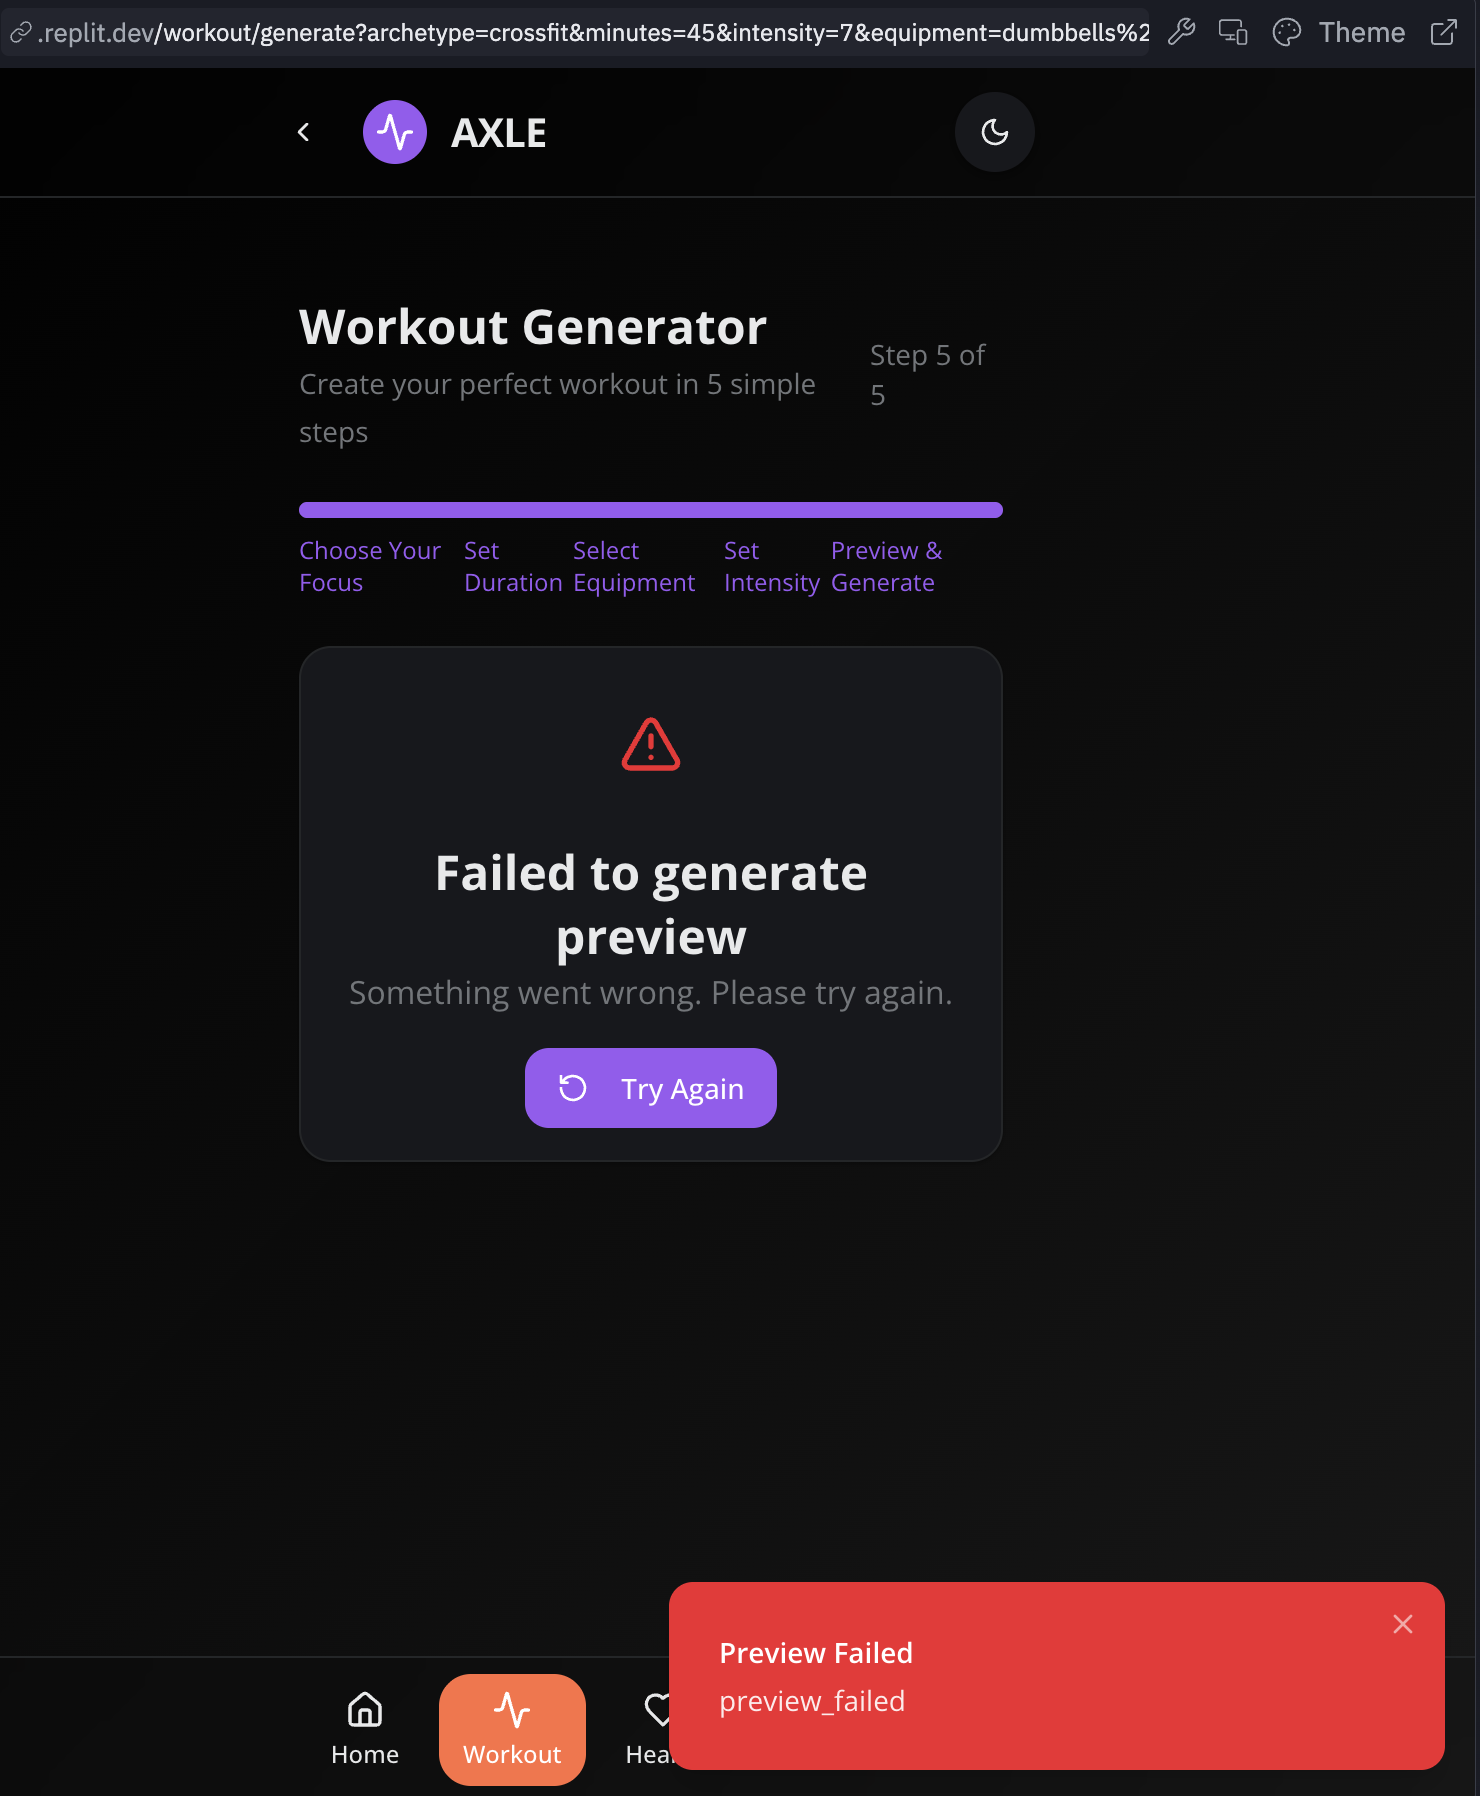 .replit.dev/workout/generate?archetype=crossfit&minutes=45&intensity=7&equipment=dumbbells%2
Theme
AXLE
Workout Generator
Create your perfect workout in 5 simple
steps
Step 5 of
5
Choose Your
Focus
Set
Duration
Select
Equipment
Set
Intensity
Preview &
Generate
Failed to generate
preview
Something went wrong. Please try again.
Try Again
Preview Failed
preview_failed
Home
Workout